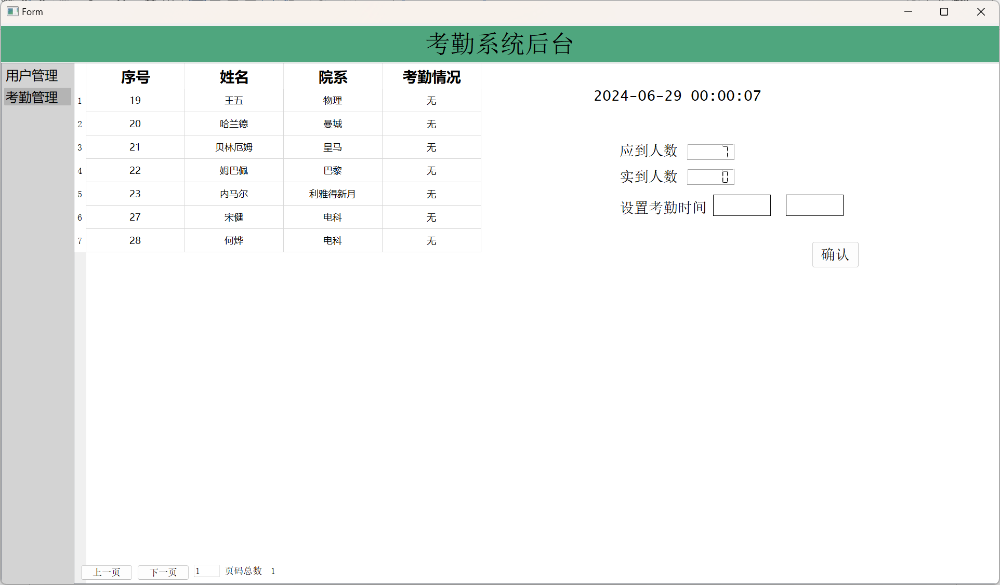 Form
考勤系统后台
用户管理
考勤管理
序号 姓名 院系 考勤情况
1 19 王五 物理 无
2 20 哈兰德 曼城 无
3 21 贝林厄姆 皇马 无
4 22 姆巴佩 巴黎 无
5 23 内马尔 利雅得新月 无
6 27 宋健 电科 无
7 28 何烨 电科 无
2024-06-29 00:00:07
应到人数 7
实到人数 0
设置考勤时间
确认
上一页 下一页 1 页码总数 1